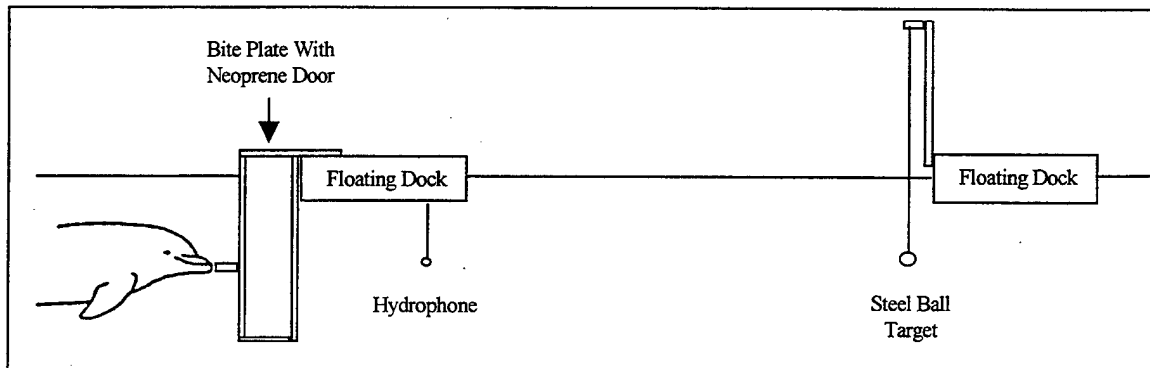 Bite Plate With
Neoprene Door
Floating Dock
Floating Dock
Hydrophone
Steel Ball
Target